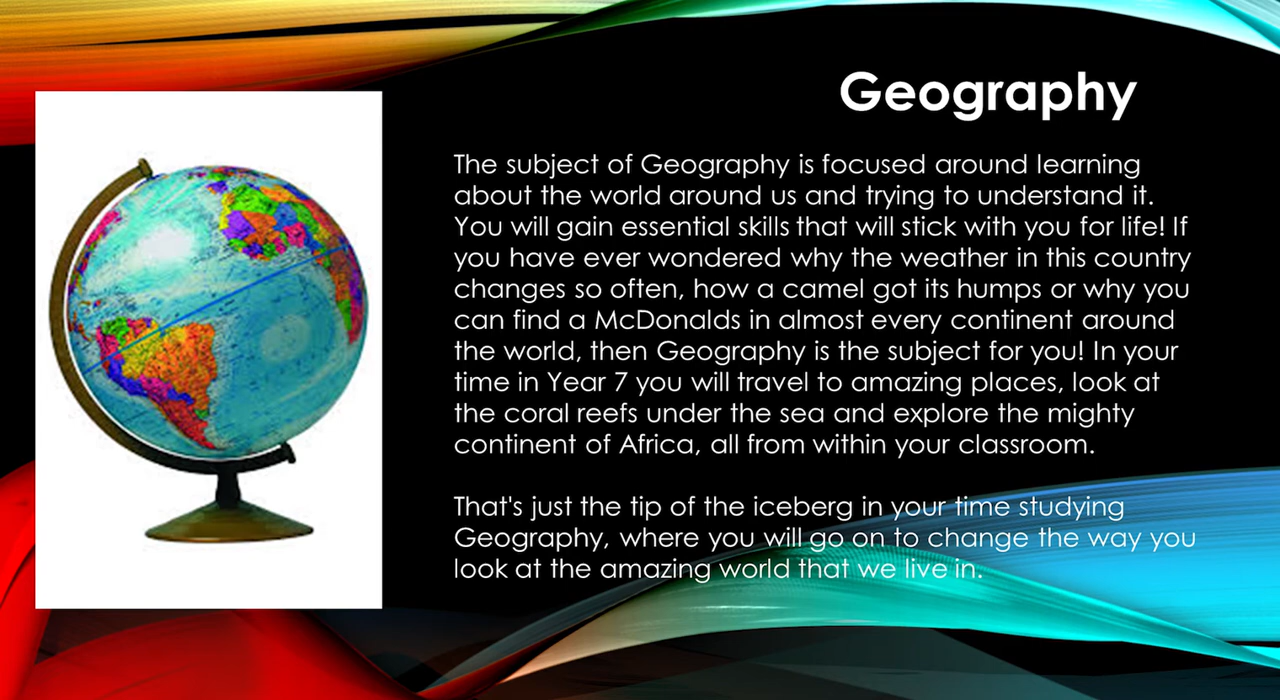 Geography
The subject of Geography is focused around learning
about the world around us and trying to understand it.
You will gain essential skills that will stick with you for life! If
you have ever wondered why the weather in this country
changes so often, how a camel got its humps or why you
can find a McDonalds in almost every continent around
the world, then Geography is the subject for you! In your
time in Year 7 you will travel to amazing places, look at
the coral reefs under the sea and explore the mighty
continent of Africa, all from within your classroom.
That's just the tip of the iceberg in your time studying
Geography, where you will go on to change the way you
look at the amazing world that we live in.